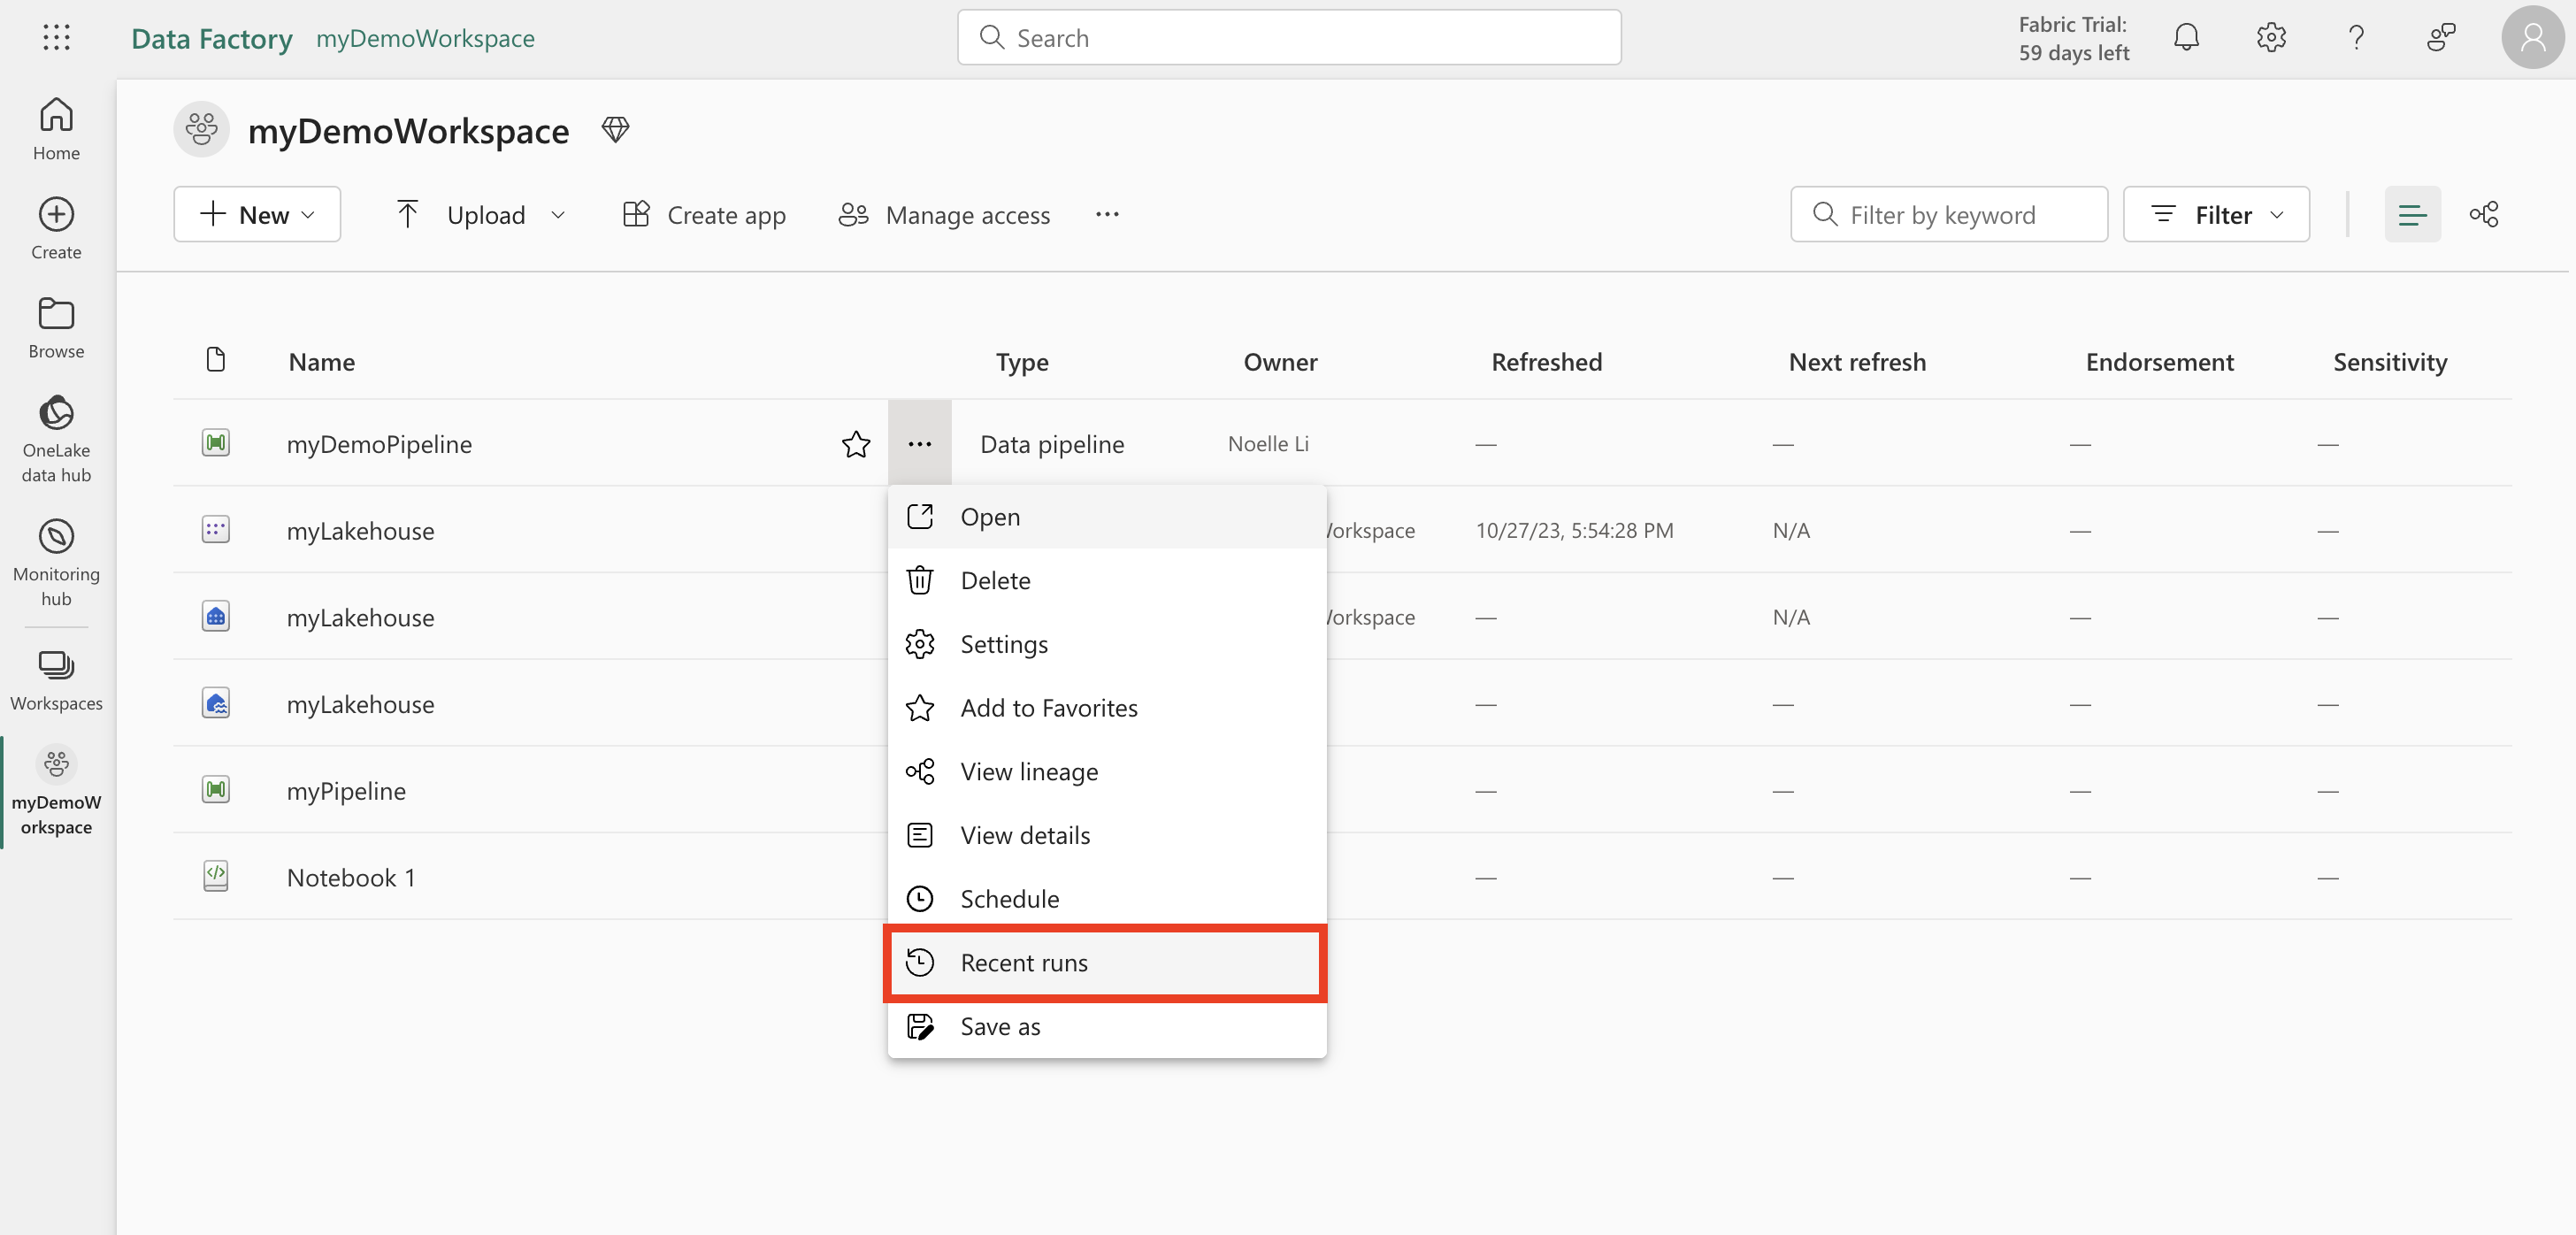 Data Factory myDemoWorkspace
Search
Fabric Trial:
59 days left
Home
Create
Browse
OneLake
data hub
Monitoring
hub
Workspaces
myDemoW
orkspace
myDemoWorkspace
New
Upload
Create app
Manage access
Filter by keyword
Filter
Name Type Owner Refreshed Next refresh Endorsement Sensitivity
myDemoPipeline Data pipeline Noelle Li — — — —
myLakehouse orkspace 10/27/23, 5:54:28 PM N/A — —
myLakehouse orkspace — N/A — —
myLakehouse — — — —
myPipeline — — — —
Notebook 1 — — — —
Open
Delete
Settings
Add to Favorites
View lineage
View details
Schedule
Recent runs
Save as